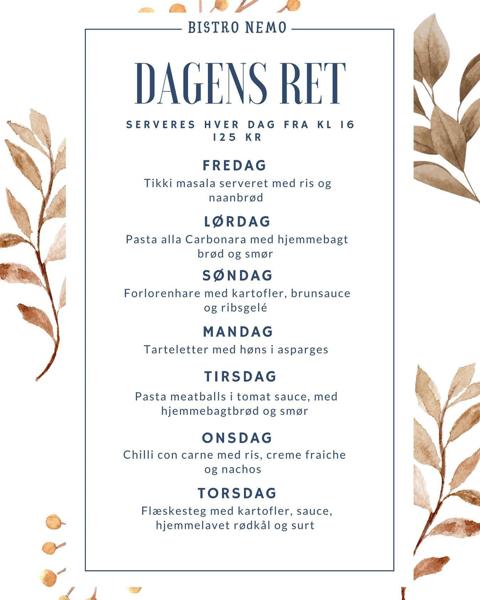 BISTRO NEMO
DAGENS RET
SERVERES HVER DAG FRA KL 16
125 KR
FREDAG
Tikki masala serveret med ris og
naanbrød
LØRDAG
Pasta alla Carbonara med hjemmebagt
brød og smør
SØNDAG
Forlorenhare med kartofler, brunsauce
og ribsgelé
MANDAG
Tarteletter med høns i asparges
TIRSDAG
Pasta meatballs i tomat sauce, med
hjemmebagtbrød og smør
ONSDAG
Chilli con carne med ris, creme fraiche
og nachos
TORSDAG
Flæskesteg med kartofler, sauce,
hjemmelavet rødkål og surt